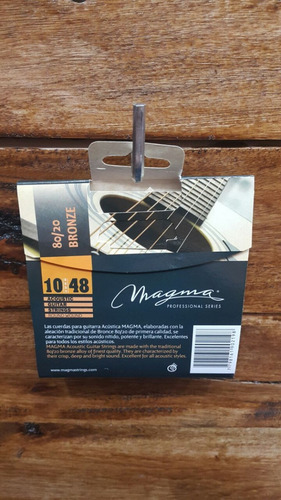 80/20
BRONZE
10:48
ACOUSTIC
GUITAR
STRINGS
magma®
PROFESSIONAL SERIES
Las cuerdas para guitarra Acústica MAGMA, elaboradas con la
aleación tradicional de Bronce 80/20 de primera calidad, se
caracterizan por su sonido nítido, potente y brillante. Excelentes
para todos los estilos acústicos.
MAGMA Acoustic Guitar Strings are made with the traditional
80/20 bronze alloy of finest quality. They are characterized by
their crisp, deep and bright sound. Excellent for all acoustic styles.
www.magmastrings.com